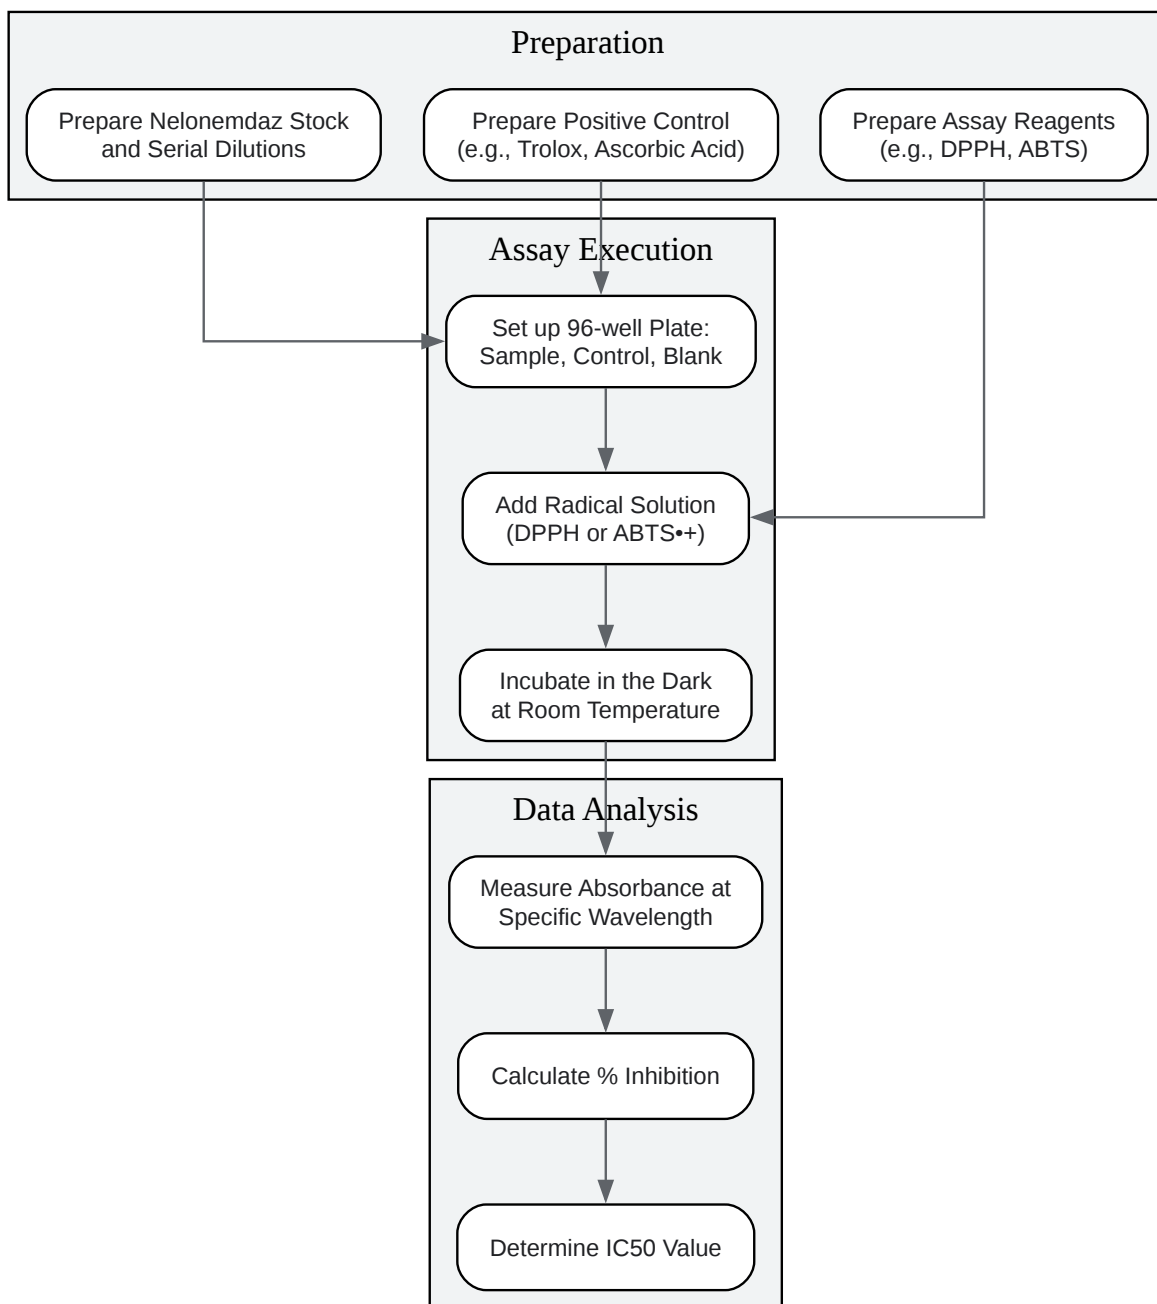 Preparation
Prepare Nelonemdaz Stock
and Serial Dilutions
Prepare Positive Control
(e.g., Trolox, Ascorbic Acid)
Prepare Assay Reagents
(e.g., DPPH, ABTS)
Assay Execution
Set up 96-well Plate:
Sample, Control, Blank
Add Radical Solution
(DPPH or ABTS•+)
Incubate in the Dark
at Room Temperature
Data Analysis
Measure Absorbance at
Specific Wavelength
Calculate % Inhibition
Determine IC50 Value